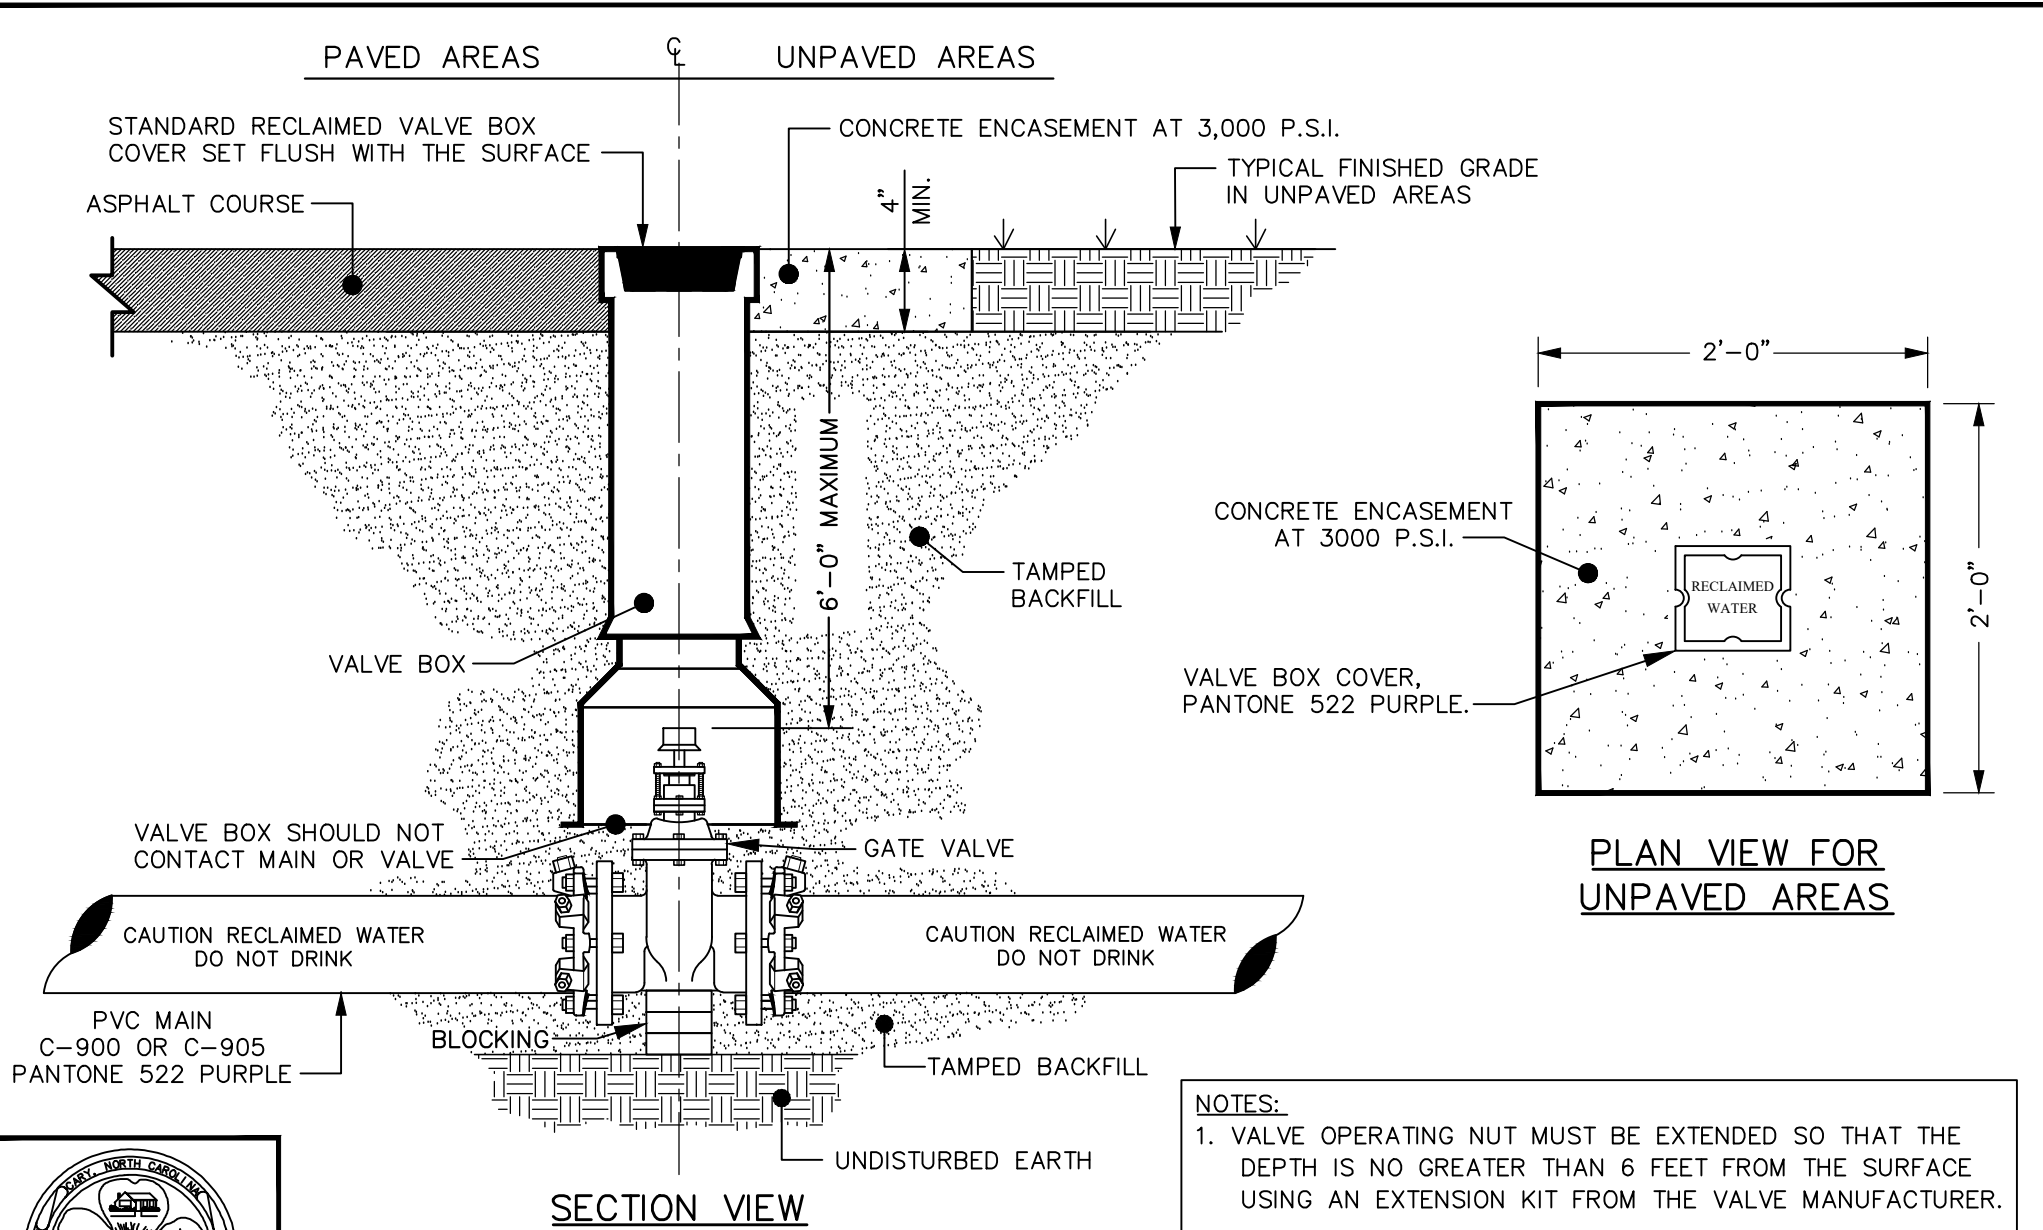 PAVED AREAS
℄
UNPAVED AREAS
STANDARD RECLAIMED VALVE BOX
COVER SET FLUSH WITH THE SURFACE
CONCRETE ENCASEMENT AT 3,000 P.S.I.
TYPICAL FINISHED GRADE
IN UNPAVED AREAS
4"
MIN.
ASPHALT COURSE
6'-0" MAXIMUM
TAMPED
BACKFILL
VALVE BOX
VALVE BOX SHOULD NOT
CONTACT MAIN OR VALVE
GATE VALVE
CAUTION RECLAIMED WATER
DO NOT DRINK
CAUTION RECLAIMED WATER
DO NOT DRINK
PVC MAIN
C-900 OR C-905
PANTONE 522 PURPLE
BLOCKING
TAMPED BACKFILL
UNDISTURBED EARTH
SECTION VIEW
2'-0"
2'-0"
CONCRETE ENCASEMENT
AT 3000 P.S.I.
RECLAIMED
WATER
VALVE BOX COVER,
PANTONE 522 PURPLE.
PLAN VIEW FOR
UNPAVED AREAS
NOTES:
1. VALVE OPERATING NUT MUST BE EXTENDED SO THAT THE
DEPTH IS NO GREATER THAN 6 FEET FROM THE SURFACE
USING AN EXTENSION KIT FROM THE VALVE MANUFACTURER.
CARY, NORTH CAROLINA